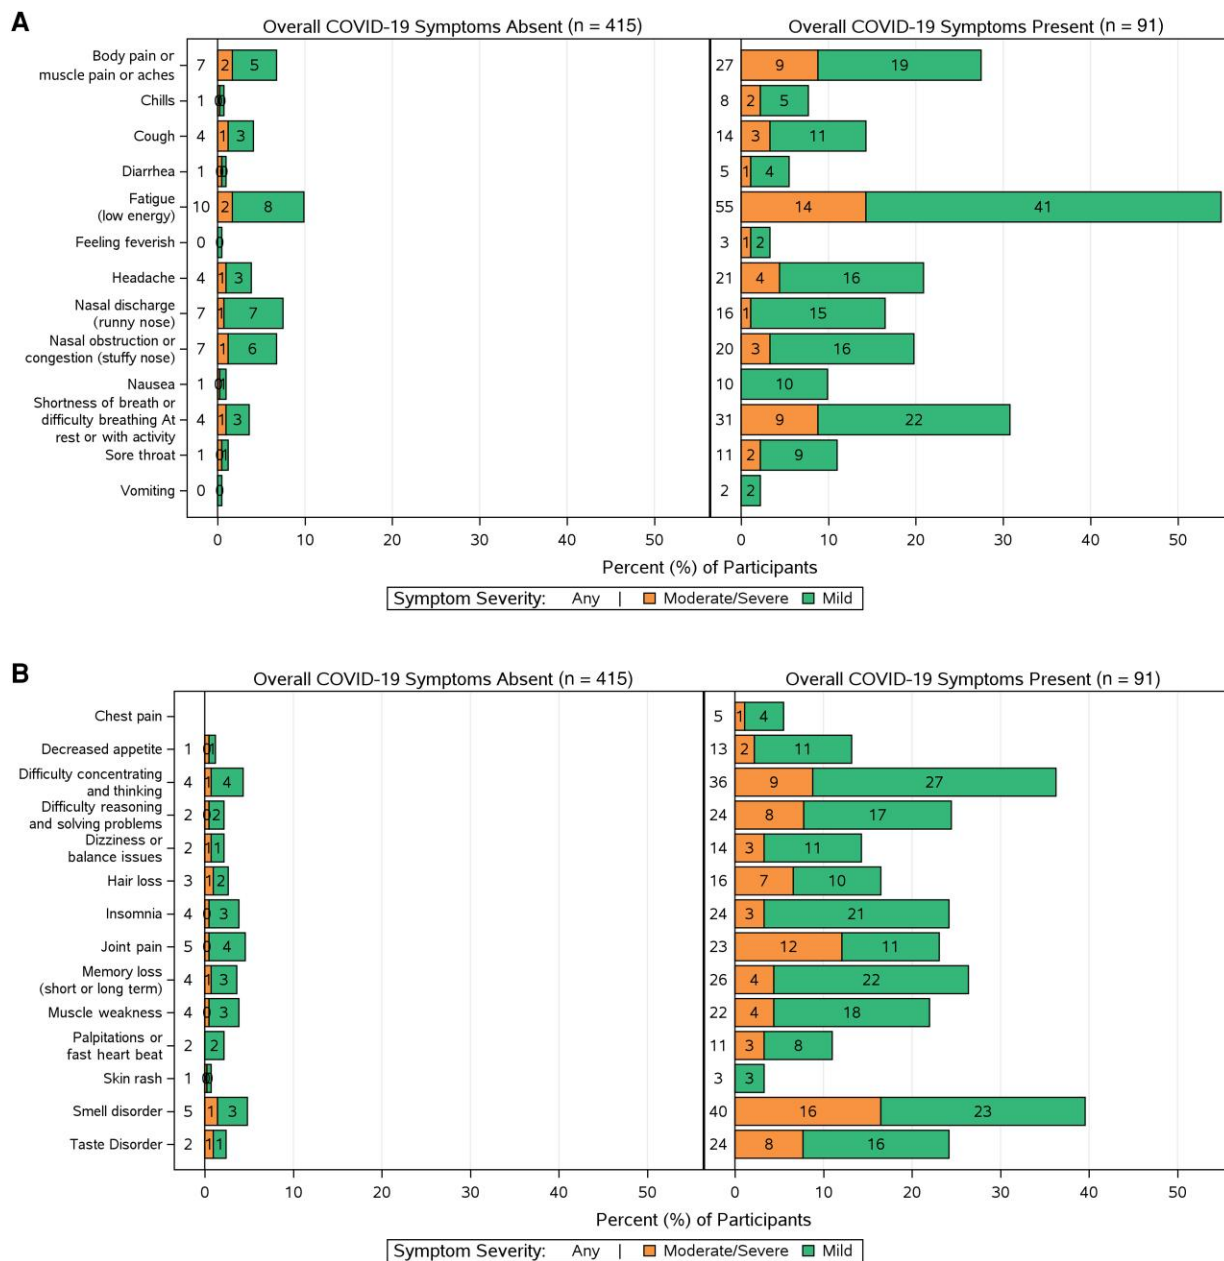 A
Overall COVID-19 Symptoms Absent (n = 415) Overall COVID-19 Symptoms Present (n = 91)
Body pain or
muscle pain or aches 7 2 5 27 9 19
Chills 1 0 0 8 2 5
Cough 4 1 3 14 3 11
Diarrhea 1 0 0 5 1 4
Fatigue
(low energy) 10 2 8 55 14 41
Feeling feverish 0 0 3 1 2
Headache 4 1 3 21 4 16
Nasal discharge
(runny nose) 7 1 7 16 1 15
Nasal obstruction or
congestion (stuffy nose) 7 1 6 20 3 16
Nausea 1 0 1 10 10
Shortness of breath or
difficulty breathing At
rest or with activity 4 1 3 31 9 22
Sore throat 1 0 1 11 2 9
Vomiting 0 0 2 2
0 10 20 30 40 50 0 10 20 30 40 50
Percent (%) of Participants
Symptom Severity: Any | Moderate/Severe Mild
B
Overall COVID-19 Symptoms Absent (n = 415) Overall COVID-19 Symptoms Present (n = 91)
Chest pain 5 1 4
Decreased appetite 1 0 1 13 2 11
Difficulty concentrating
and thinking 4 1 4 36 9 27
Difficulty reasoning
and solving problems 2 0 2 24 8 17
Dizziness or
balance issues 2 1 1 14 3 11
Hair loss 3 1 2 16 7 10
Insomnia 4 0 3 24 3 21
Joint pain 5 0 4 23 12 11
Memory loss
(short or long term) 4 1 3 26 4 22
Muscle weakness 4 0 3 22 4 18
Palpitations or
fast heart beat 2 2 11 3 8
Skin rash 1 0 0 3 3
Smell disorder 5 1 3 40 16 23
Taste Disorder 2 1 1 24 8 16
0 10 20 30 40 50 0 10 20 30 40 50
Percent (%) of Participants
Symptom Severity: Any | Moderate/Severe Mild